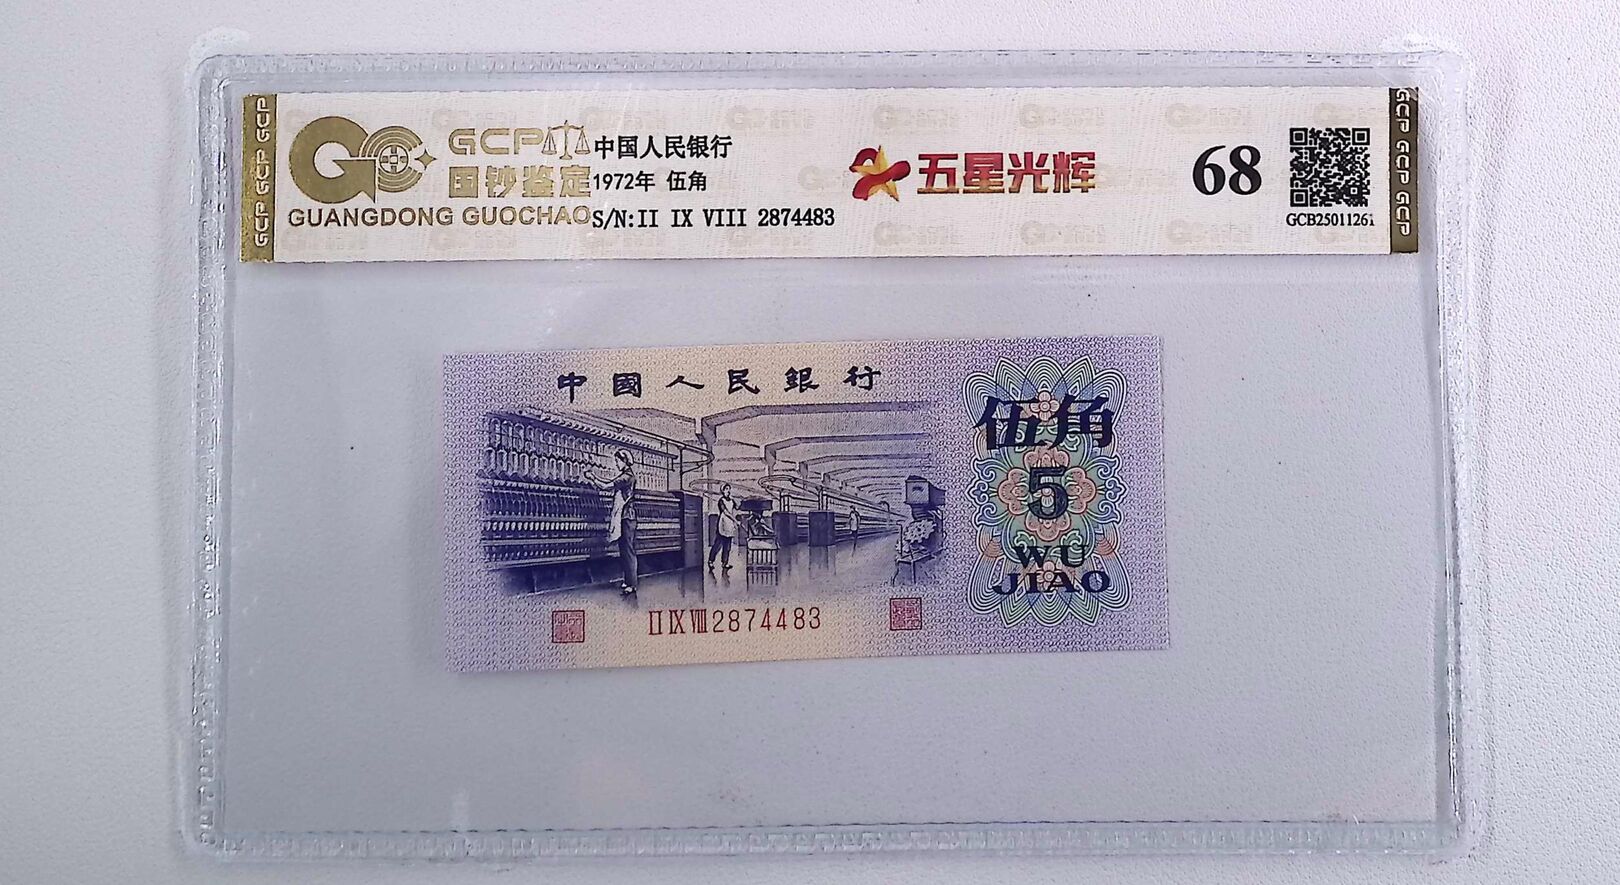 GCP GCP GCP
GCP
国钞鉴定
GUANGDONG GUOCHAO
中国人民银行
1972年 伍角
S/N:II IX VIII 2874483
五星光辉
68
GCB25011261
GCP GCP GCP
中國人民銀行
伍角
5
WU
JIAO
II IX VIII 2874483